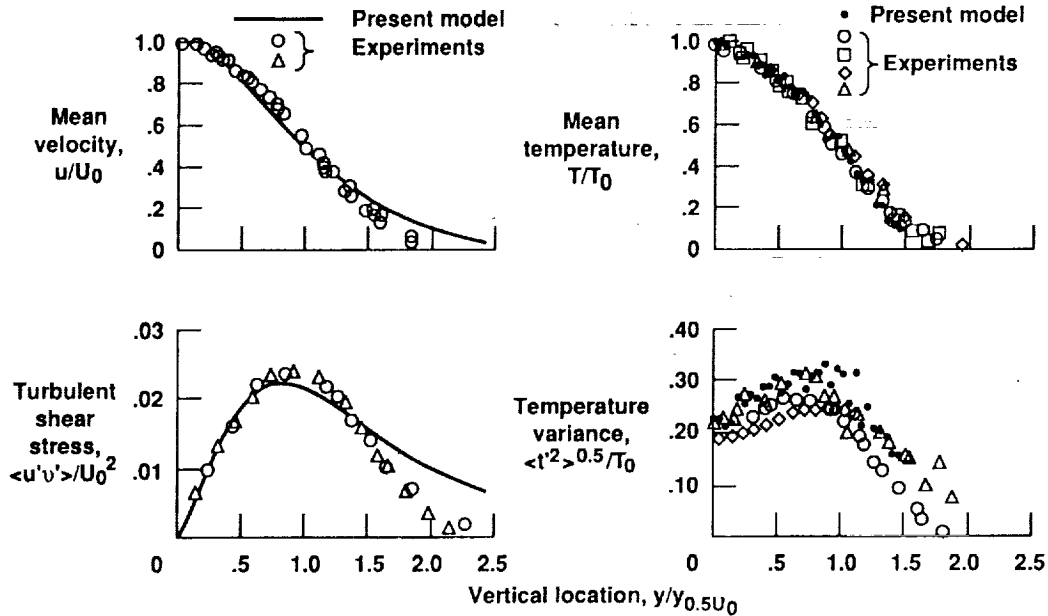 Present model
Experiments
1.0
.8
.6
.4
.2
0
Mean
velocity,
u/U0
Present model
Experiments
1.0
.8
.6
.4
.2
0
Mean
temperature,
T/T0
.03
.02
.01
0
.5
1.0
1.5
2.0
2.5
Turbulent
shear
stress,
<u'v'>/U0^2
.40
.30
.20
.10
0
.5
1.0
1.5
2.0
2.5
Temperature
variance,
<t'^2>^0.5/T0
Vertical location, y/y0.5U0